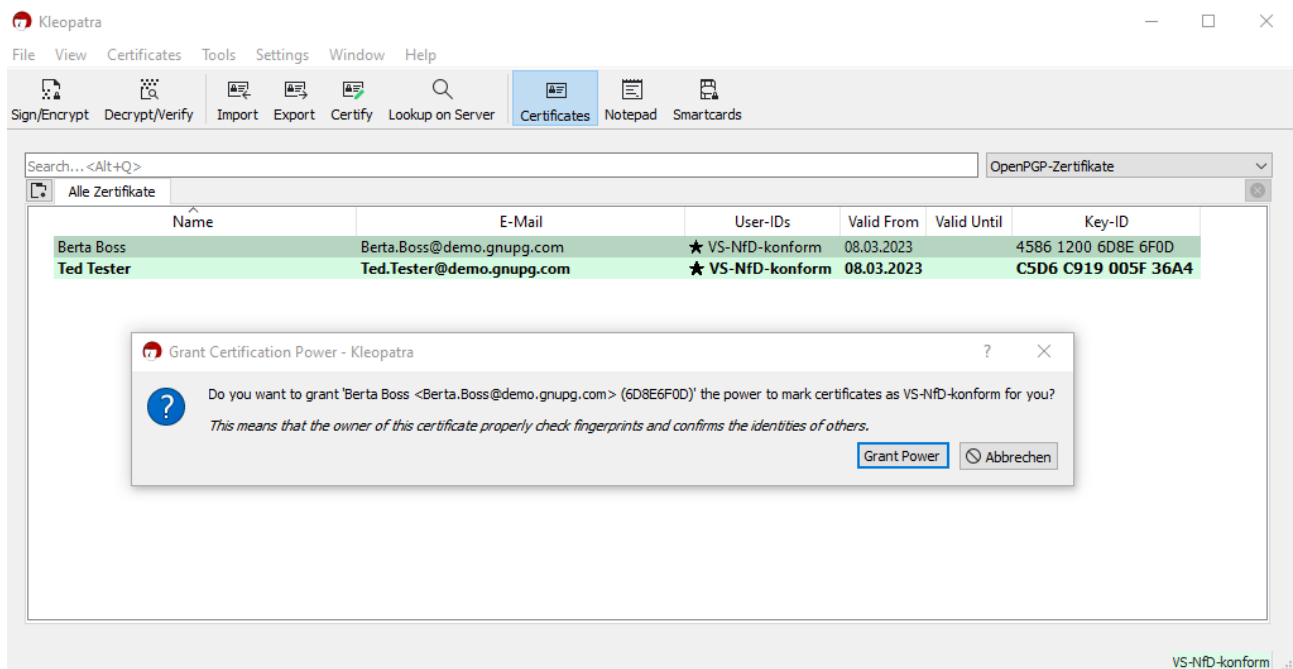 Kleopatra
File View Certificates Tools Settings Window Help
Sign/Encrypt Decrypt/Verify Import Export Certify Lookup on Server Certificates Notepad Smartcards
Search...<Alt+Q> OpenPGP-Zertifikate
Alle Zertifikate
Name E-Mail User-IDs Valid From Valid Until Key-ID
Berta Boss Berta.Boss@demo.gnupg.com ★ VS-NfD-konform 08.03.2023 4586 1200 6D8E 6F0D
Ted Tester Ted.Tester@demo.gnupg.com ★ VS-NfD-konform 08.03.2023 C5D6 C919 005F 36A4
Grant Certification Power - Kleopatra
Do you want to grant 'Berta Boss <Berta.Boss@demo.gnupg.com> (6D8E6F0D)' the power to mark certificates as VS-NfD-konform for you?
This means that the owner of this certificate properly check fingerprints and confirms the identities of others.
Grant Power Abbrechen
VS-NfD-konform